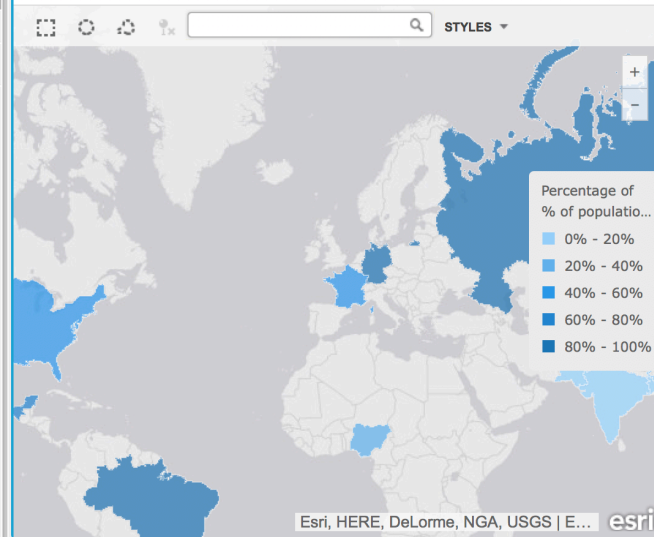 STYLES
+
-
Percentage of
% of populatio...
0% - 20%
20% - 40%
40% - 60%
60% - 80%
80% - 100%
Esri, HERE, DeLorme, NGA, USGS | E...
esri